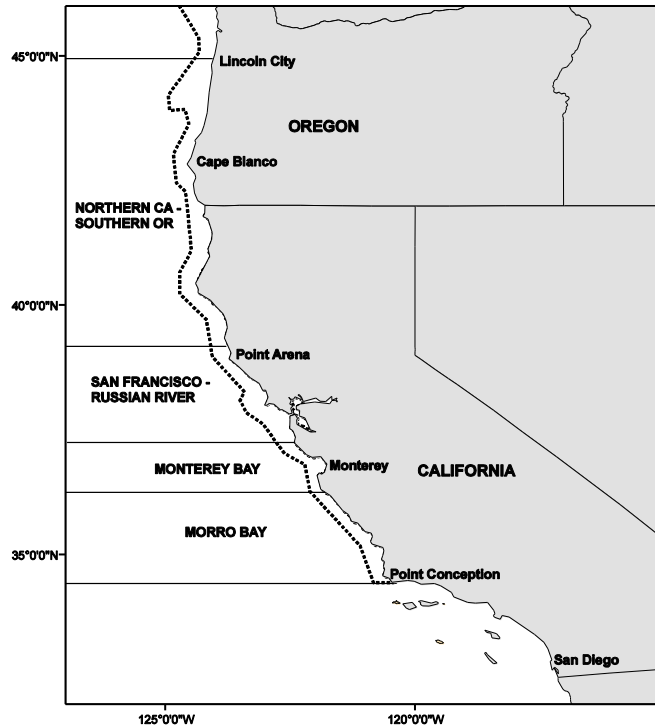 45°0'0"N
Lincoln City
OREGON
Cape Blanco
NORTHERN CA -
SOUTHERN OR
40°0'0"N
Point Arena
SAN FRANCISCO -
RUSSIAN RIVER
Monterey
MONTEREY BAY
CALIFORNIA
MORRO BAY
35°0'0"N
Point Conception
San Diego
125°0'0"W
120°0'0"W